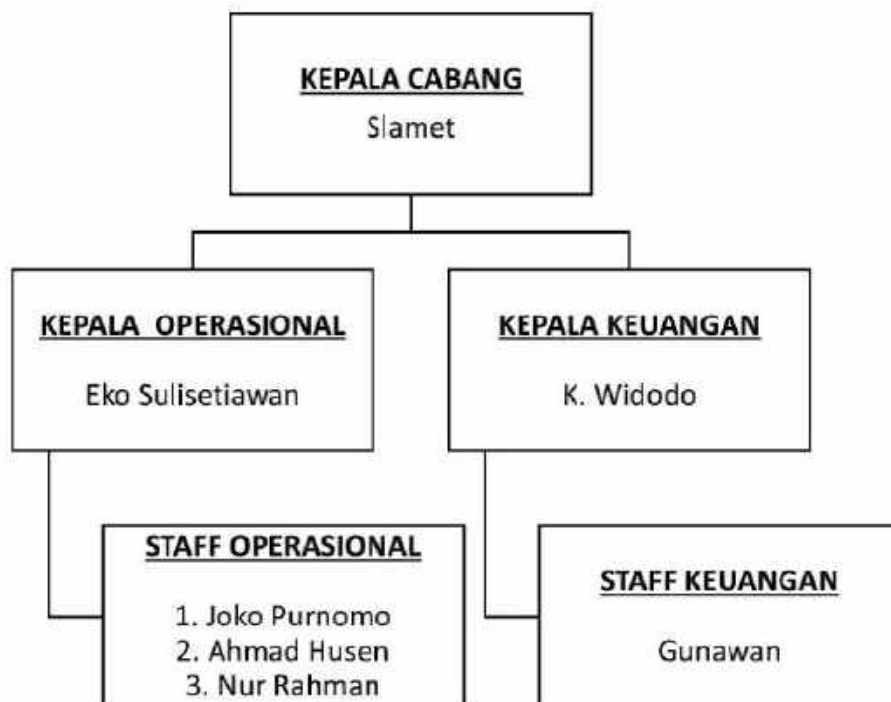 KEPALA CABANG
Slamet
KEPALA OPERASIONAL
Eko Sulisetiawan
KEPALA KEUANGAN
K. Widodo
STAFF OPERASIONAL
1. Joko Purnomo
2. Ahmad Husen
3. Nur Rahman
STAFF KEUANGAN
Gunawan